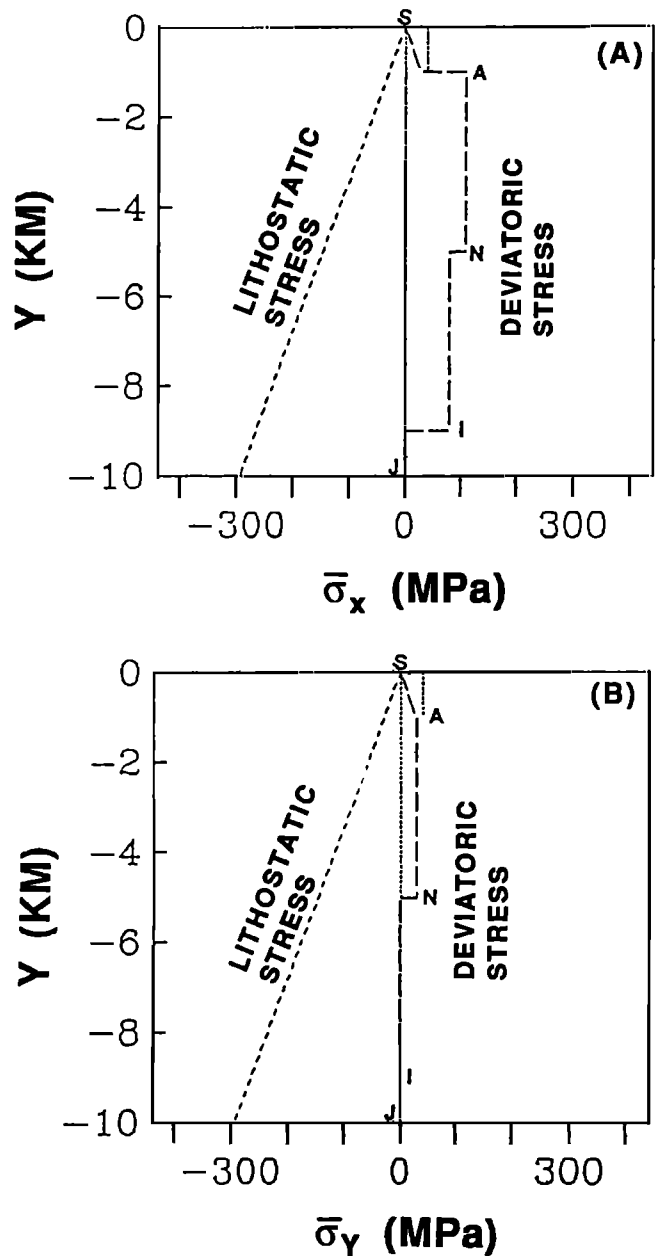 S
0
(A)
A
-2
LITHOSTATIC
STRESS
DEVIATORIC
STRESS
-4
N
Y (KM)
-6
-8
I
J
-10
-300 0 300
σ̅x (MPa)
S
0
(B)
A
-2
LITHOSTATIC
STRESS
DEVIATORIC
STRESS
-4
N
Y (KM)
-6
-8
I
J
-10
-300 0 300
σ̅Y (MPa)